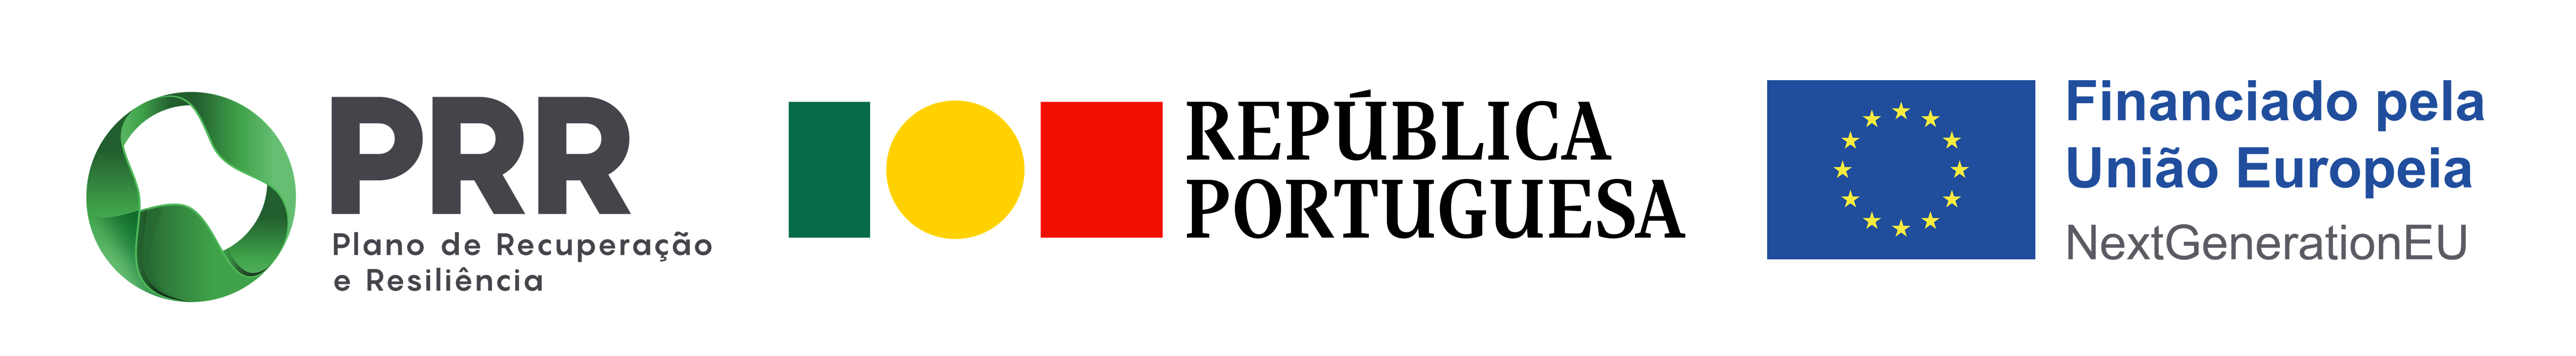 PRR
Plano de Recuperação
e Resiliência
REPÚBLICA
PORTUGUESA
Financiado pela
União Europeia
NextGenerationEU